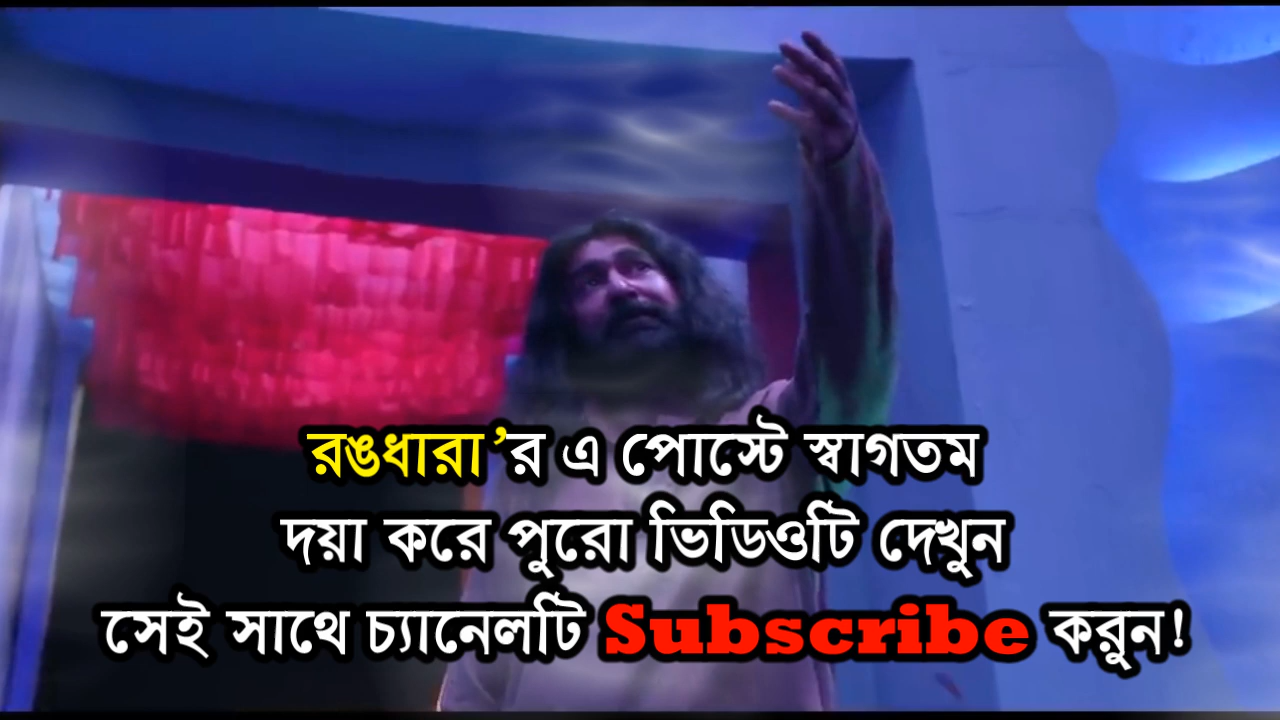 রঙধারা’র এ পোস্টে স্বাগতম
দয়া করে পুরো ভিডিওটি দেখুন
সেই সাথে চ্যানেলটি Subscribe করুন!